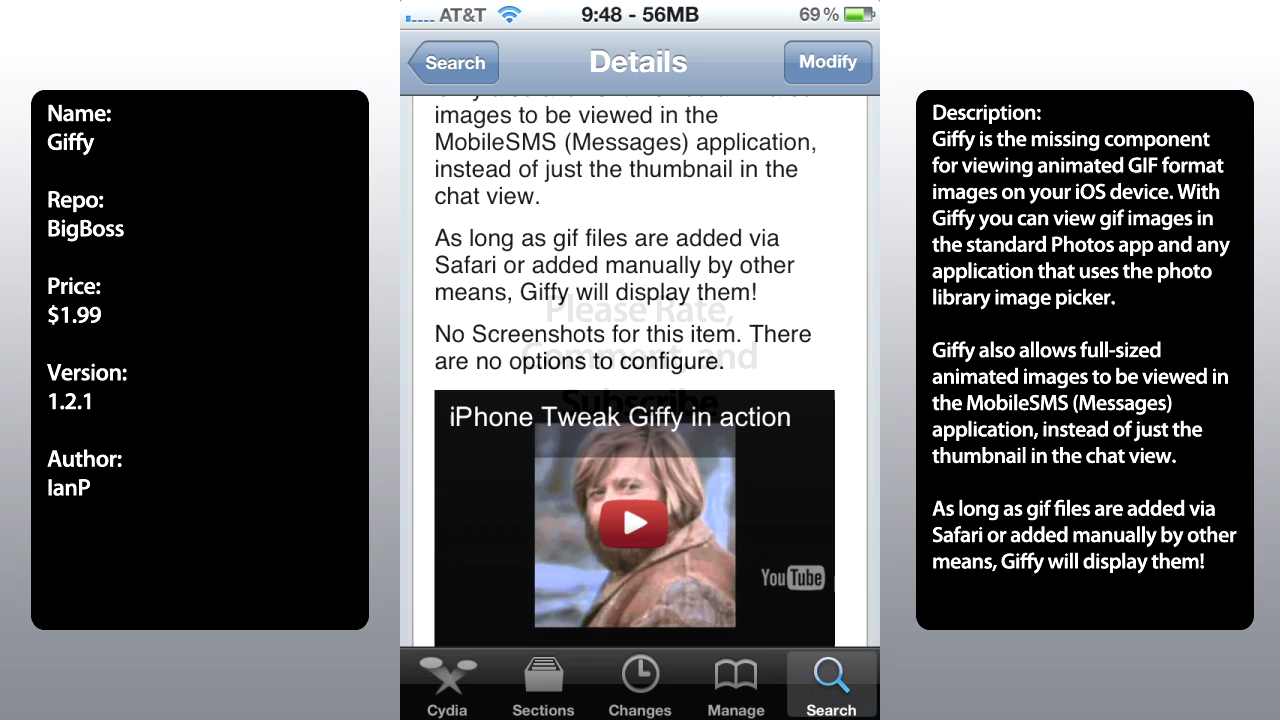 Name:
Giffy
Repo:
BigBoss
Price:
$1.99
Version:
1.2.1
Author:
IanP
AT&T
9:48 - 56MB
69 %
Search
Details
Modify
images to be viewed in the
MobileSMS (Messages) application,
instead of just the thumbnail in the
chat view.
As long as gif files are added via
Safari or added manually by other
means, Giffy will display them!
Please Rate,
No Screenshots for this item. There
Comment, and
are no options to configure.
Subscribe
iPhone Tweak Giffy in action
YouTube
Cydia
Sections
Changes
Manage
Search
Description:
Giffy is the missing component
for viewing animated GIF format
images on your iOS device. With
Giffy you can view gif images in
the standard Photos app and any
application that uses the photo
library image picker.
Giffy also allows full-sized
animated images to be viewed in
the MobileSMS (Messages)
application, instead of just the
thumbnail in the chat view.
As long as gif files are added via
Safari or added manually by other
means, Giffy will display them!